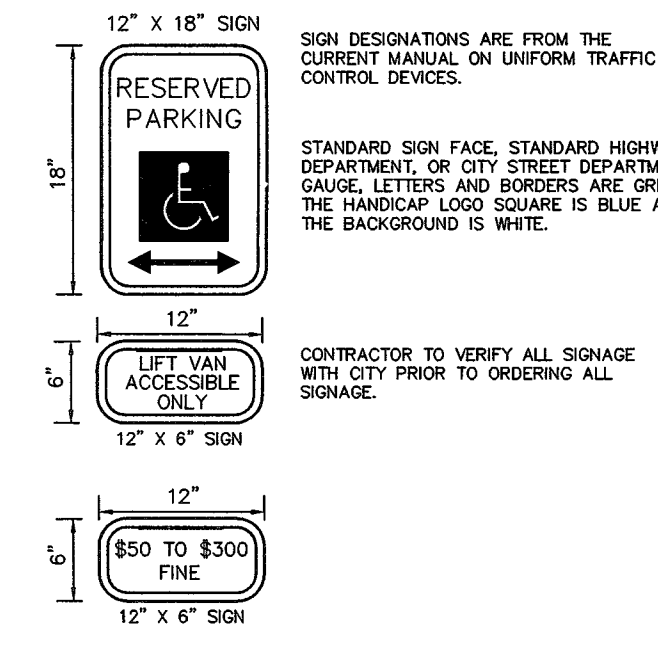 12" X 18" SIGN
RESERVED
PARKING
18"
SIGN DESIGNATIONS ARE FROM THE
CURRENT MANUAL ON UNIFORM TRAFFIC
CONTROL DEVICES.
STANDARD SIGN FACE, STANDARD
DEPARTMENT, OR CITY STREET
GAUGE, LETTERS AND BORDERS ARE
THE HANDICAP LOGO SQUARE IS BLUE
THE BACKGROUND IS WHITE.
12"
6"
LIFT VAN
ACCESSIBLE
ONLY
12" X 6" SIGN
CONTRACTOR TO VERIFY ALL SIGNAGE
WITH CITY PRIOR TO ORDERING ALL
SIGNAGE.
12"
6"
$50 TO $300
FINE
12" X 6" SIGN